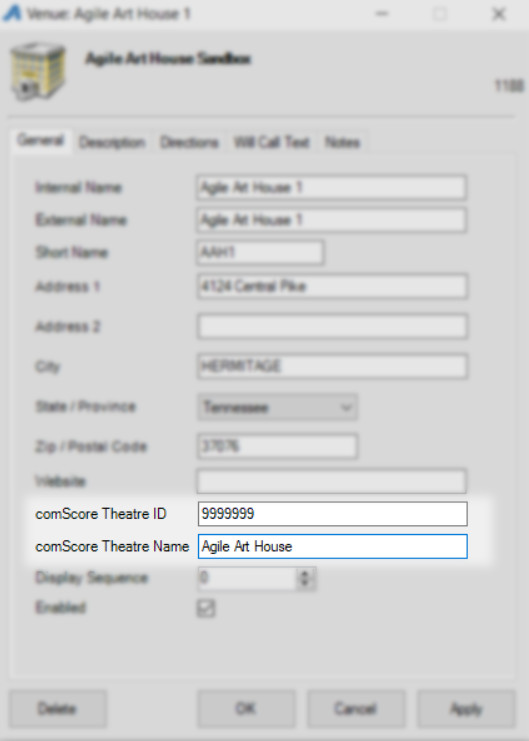 Venue: Agile Art House 1
Agile Art House Sandbox
1188
General Description Directions Will Call Text Notes
Internal Name Agile Art House 1
External Name Agile Art House 1
Short Name AAH1
Address 1 4124 Central Pike
Address 2
City HERMITAGE
State / Province Tennessee
Zip / Postal Code 37076
Website
comScore Theatre ID 9999999
comScore Theatre Name Agile Art House
Display Sequence 0
Enabled
Delete OK Cancel Apply